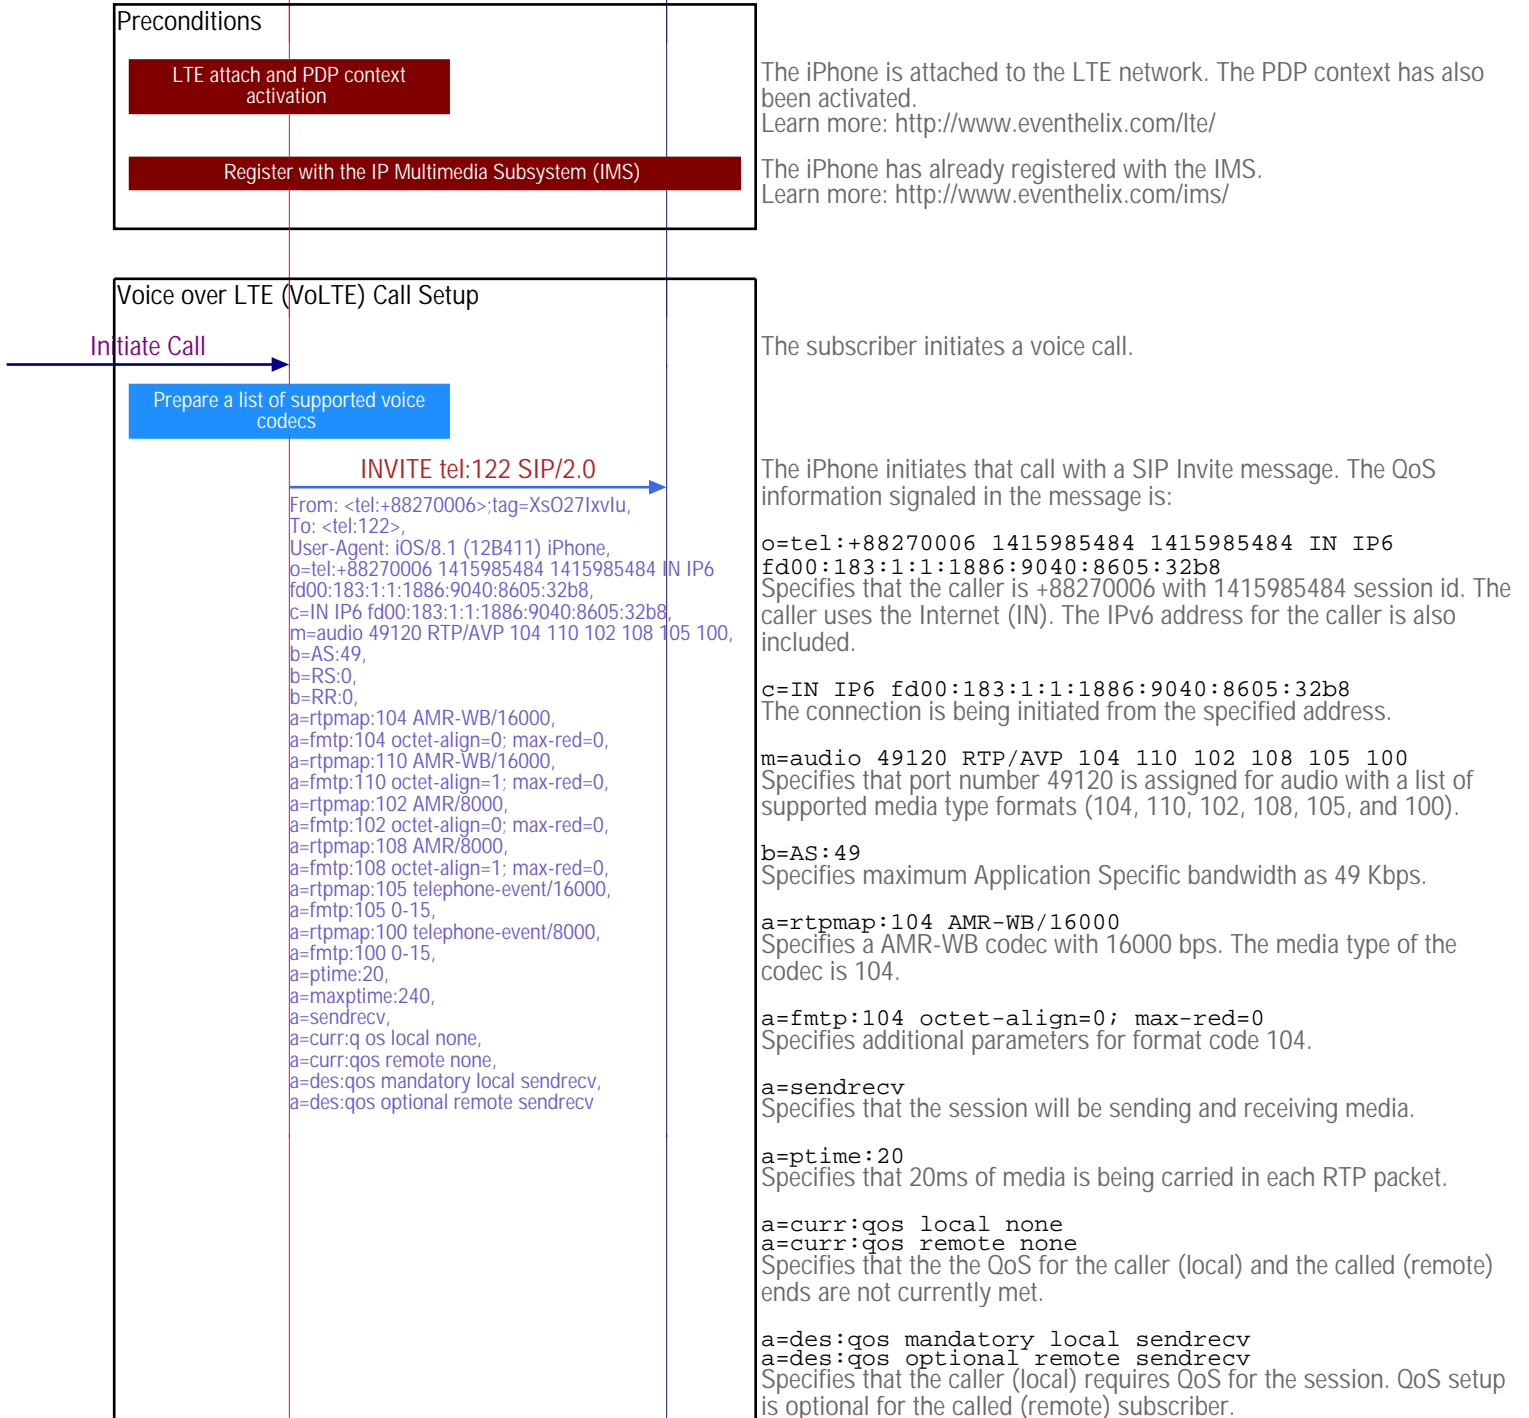 Preconditions
LTE attach and PDP context
activation
The iPhone is attached to the LTE network. The PDP context has also
been activated.
Learn more: http://www.eventhelix.com/lte/
Register with the IP Multimedia Subsystem (IMS)
The iPhone has already registered with the IMS.
Learn more: http://www.eventhelix.com/ims/
Voice over LTE (VoLTE) Call Setup
Initiate Call
The subscriber initiates a voice call.
Prepare a list of supported voice
codecs
INVITE tel:122 SIP/2.0
From: <tel:+88270006>;tag=XsO27IxvIu,
To: <tel:122>,
User-Agent: iOS/8.1 (12B411) iPhone,
o=tel:+88270006 1415985484 1415985484 IN IP6
fd00:183:1:1:1886:9040:8605:32b8,
c=IN IP6 fd00:183:1:1:1886:9040:8605:32b8,
m=audio 49120 RTP/AVP 104 110 102 108 105 100,
b=AS:49,
b=RS:0,
b=RR:0,
a=rtpmap:104 AMR-WB/16000,
a=fmtp:104 octet-align=0; max-red=0,
a=rtpmap:110 AMR-WB/16000,
a=fmtp:110 octet-align=1; max-red=0,
a=rtpmap:102 AMR/8000,
a=fmtp:102 octet-align=0; max-red=0,
a=rtpmap:108 AMR/8000,
a=fmtp:108 octet-align=1; max-red=0,
a=rtpmap:105 telephone-event/16000,
a=fmtp:105 0-15,
a=rtpmap:100 telephone-event/8000,
a=fmtp:100 0-15,
a=ptime:20,
a=maxptime:240,
a=sendrecv,
a=curr:q os local none,
a=curr:qos remote none,
a=des:qos mandatory local sendrecv,
a=des:qos optional remote sendrecv
The iPhone initiates that call with a SIP Invite message. The QoS
information signaled in the message is:
o=tel:+88270006 1415985484 1415985484 IN IP6
fd00:183:1:1:1886:9040:8605:32b8
Specifies that the caller is +88270006 with 1415985484 session id. The
caller uses the Internet (IN). The IPv6 address for the caller is also
included.
c=IN IP6 fd00:183:1:1:1886:9040:8605:32b8
The connection is being initiated from the specified address.
m=audio 49120 RTP/AVP 104 110 102 108 105 100
Specifies that port number 49120 is assigned for audio with a list of
supported media type formats (104, 110, 102, 108, 105, and 100).
b=AS:49
Specifies maximum Application Specific bandwidth as 49 Kbps.
a=rtpmap:104 AMR-WB/16000
Specifies a AMR-WB codec with 16000 bps. The media type of the
codec is 104.
a=fmtp:104 octet-align=0; max-red=0
Specifies additional parameters for format code 104.
a=sendrecv
Specifies that the session will be sending and receiving media.
a=ptime:20
Specifies that 20ms of media is being carried in each RTP packet.
a=curr:qos local none
a=curr:qos remote none
Specifies that the the QoS for the caller (local) and the called (remote)
ends are not currently met.
a=des:qos mandatory local sendrecv
a=des:qos optional remote sendrecv
Specifies that the caller (local) requires QoS for the session. QoS setup
is optional for the called (remote) subscriber.